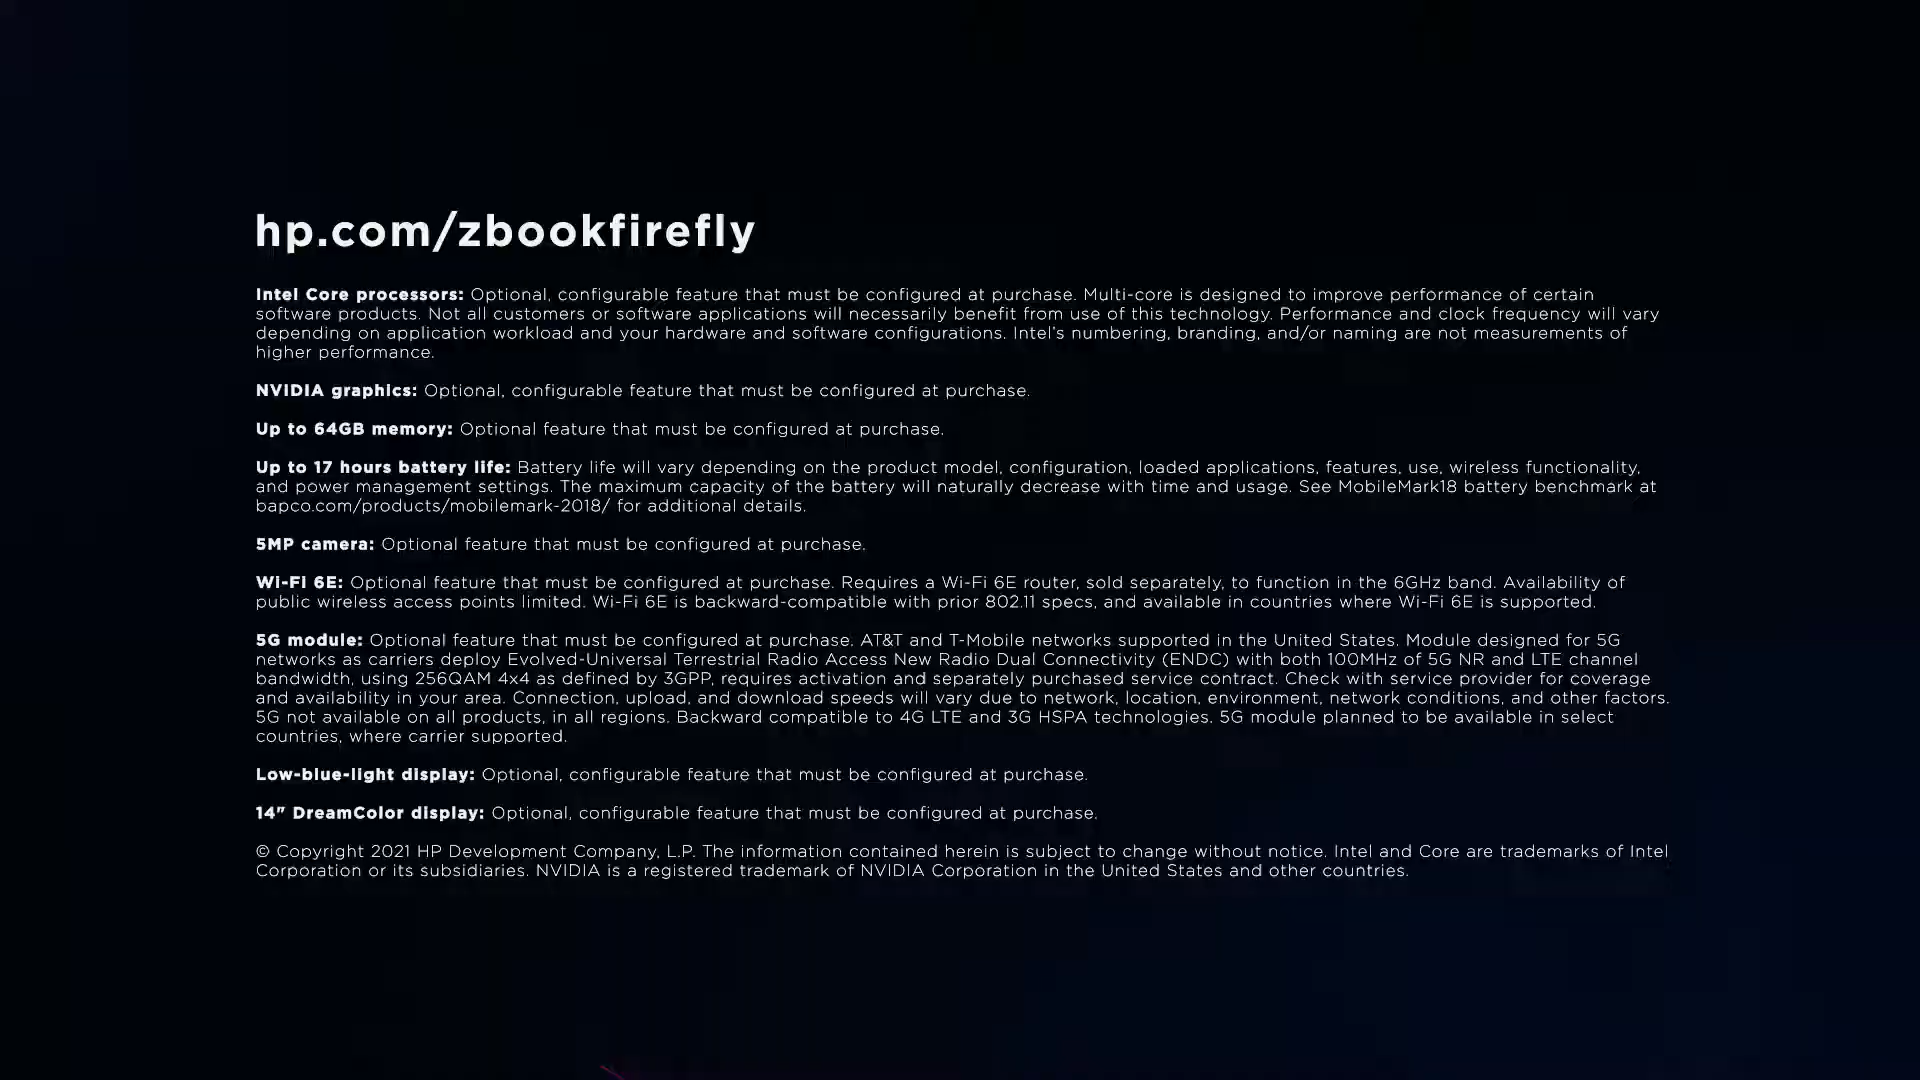 hp.com/zbookfirefly
Intel Core processors: Optional, configurable feature that must be configured at purchase. Multi-core is designed to improve performance of certain
software products. Not all customers or software applications will necessarily benefit from use of this technology. Performance and clock frequency will vary
depending on application workload and your hardware and software configurations. Intel's numbering, branding, and/or naming are not measurements of
higher performance.
NVIDIA graphics: Optional, configurable feature that must be configured at purchase.
Up to 64GB memory: Optional feature that must be configured at purchase.
Up to 17 hours battery life: Battery life will vary depending on the product model, configuration, loaded applications, features, use, wireless functionality,
and power management settings. The maximum capacity of the battery will naturally decrease with time and usage. See MobileMark18 battery benchmark at
bapco.com/products/mobilemark-2018/ for additional details.
5MP camera: Optional feature that must be configured at purchase.
Wi-Fi 6E: Optional feature that must be configured at purchase. Requires a Wi-Fi 6E router, sold separately, to function in the 6GHz band. Availability of
public wireless access points limited. Wi-Fi 6E is backward-compatible with prior 802.11 specs, and available in countries where Wi-Fi 6E is supported.
5G module: Optional feature that must be configured at purchase. AT&T and T-Mobile networks supported in the United States. Module designed for 5G
networks as carriers deploy Evolved-Universal Terrestrial Radio Access New Radio Dual Connectivity (ENDC) with both 100MHz of 5G NR and LTE channel
bandwidth, using 256QAM 4x4 as defined by 3GPP, requires activation and separately purchased service contract. Check with service provider for coverage
and availability in your area. Connection, upload, and download speeds will vary due to network, location, environment, network conditions, and other factors.
5G not available on all products, in all regions. Backward compatible to 4G LTE and 3G HSPA technologies. 5G module planned to be available in select
countries, where carrier supported.
Low-blue-light display: Optional, configurable feature that must be configured at purchase.
14" DreamColor display: Optional, configurable feature that must be configured at purchase.
© Copyright 2021 HP Development Company, L.P. The information contained herein is subject to change without notice. Intel and Core are trademarks of Intel
Corporation or its subsidiaries. NVIDIA is a registered trademark of NVIDIA Corporation in the United States and other countries.